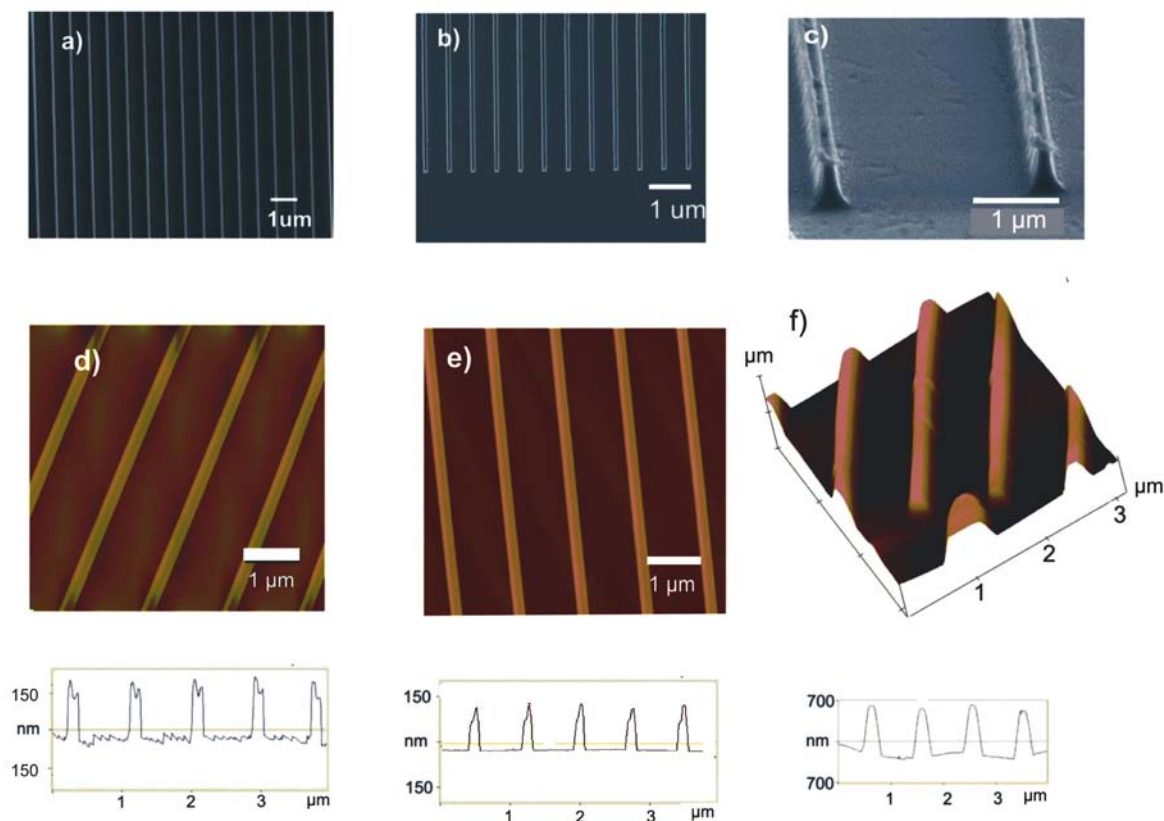 a)
1um
b)
1 um
c)
1 µm
d)
1 µm
e)
1 µm
f)
µm
µm
3
2
1
150
nm
150
1 2 3 µm
150
nm
150
1 2 3 µm
700
nm
700
1 2 3 µm